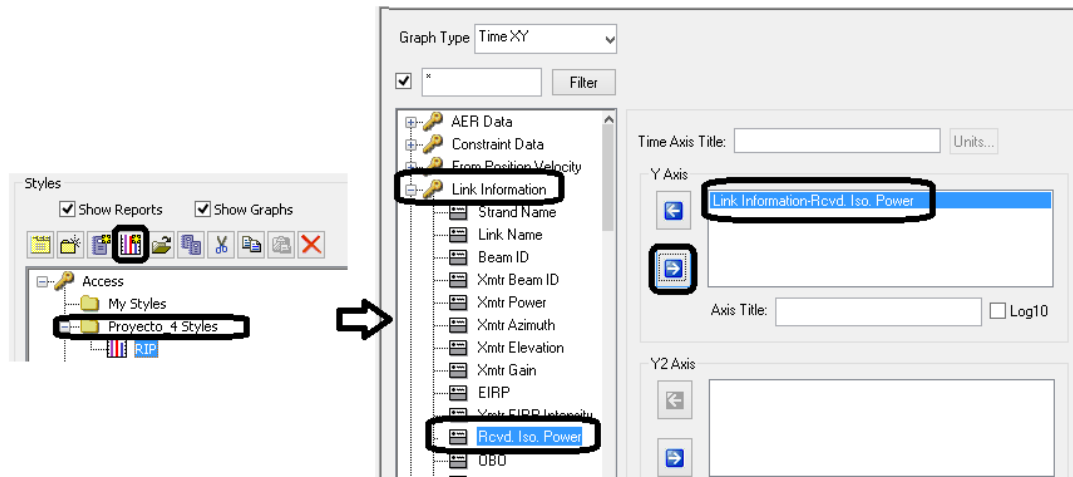 Styles
Show Reports
Show Graphs
Access
My Styles
Proyecto_4 Styles
RIP
Graph Type
Time XY
*
Filter
AER Data
Constraint Data
From Position Velocity
Link Information
Strand Name
Link Name
Beam ID
Xmtr Beam ID
Xmtr Power
Xmtr Azimuth
Xmtr Elevation
Xmtr Gain
EIRP
Xmtr EIRP Intensity
Rcvd. Iso. Power
OBO
Time Axis Title:
Units...
Y Axis
Link Information-Rcvd. Iso. Power
Axis Title:
Log10
Y2 Axis